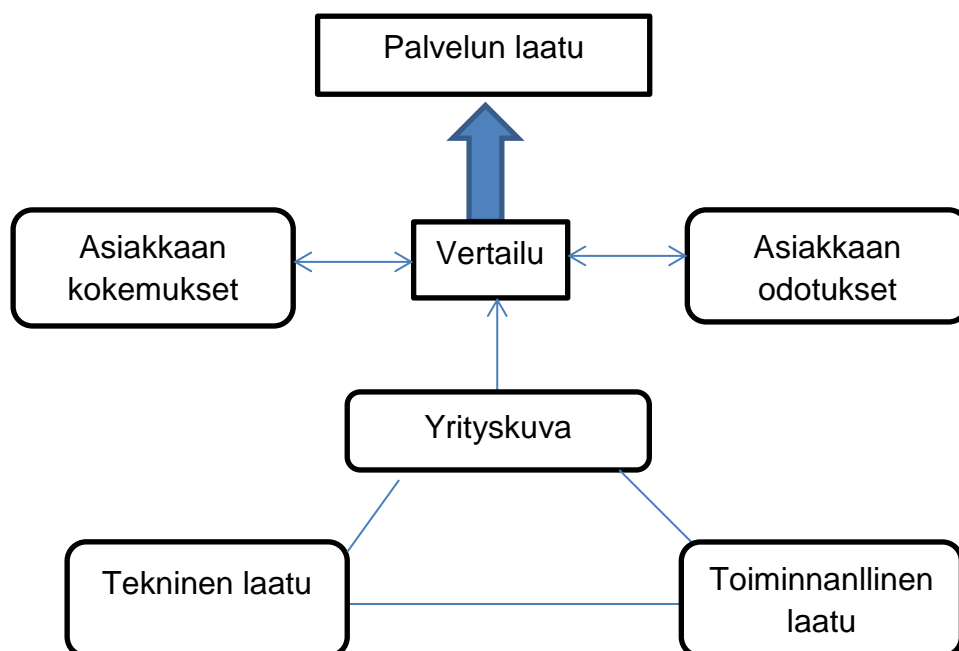 Palvelun laatu
Asiakkaan
kokemukset
Vertailu
Asiakkaan
odotukset
Yrityskuva
Tekninen laatu
Toiminnanllinen
laatu